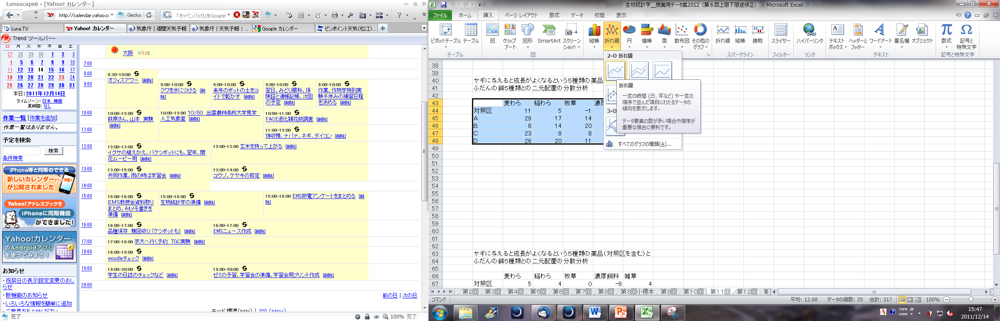 Lunascape6 - [Yahoo! カレンダー]
http://calendar.yahoo.c
Gecko
「オッペンバック」をGoogle
Luna.TV
Yahoo! カレンダー
気象庁 | 週間天気予報
気象庁 | 天気予報 : ...
Google カレンダー
ピンポイント天気(松江)...
Trend ツールバー
日 月 火 水 木 金 土
27 28 29 30 1 2 3
4 5 6 7 8 9 10
11 12 13 14 15 16 17
18 19 20 21 22 23 24
25 26 27 28 29 30 31
本日: 2011年12月14日
タイムゾーン: 日本、韓国
夏時間: なし
作業一覧 [作業を追加]
作業一覧はありません。
予定を検索
検索
条件検索
iPhone等と同期のできる
新しいカレンダー(ベータ版)
が公開されました
Yahoo!アドレスブックを
iPhoneに同期機能
ができました!
Yahoo!カレンダー
のAndroidアプリ
を使ってみよう!
お知らせ
・祝祭日の表示設定変更のおし
らせ
・新機能のお知らせ
・いろいろな情報を簡単に追加
大阪 7/12℃
7:00
8:00
8:30-10:00
オフィスアワー [削除]
9:00
9:00-10:00
クワを水につける [削
除]
9:00-10:00
来年のポットの土をコ
イトで乾かす [削除]
9:00-10:00
翌日，みどり眼科，保
険証と通帳記帳，次回
の予定 [削除]
9:00-10:00
作業，作物学特別実
験冬休みの補習日程
を決める [削除]
10:00
10:00-12:00
萩原さん，山本 実験
[削除]
10:00-12:00 10:50 出雲農林高校大学見学
人工気象室 [削除]
10:00-11:00
FACE退化穎花数調査 [削除]
11:00
11:00-12:00
畑収穫，ナバナ，ネギ，ダイコン [削除]
12:00
12:00-13:00
イグサの植えかえ，バケツポットにも，翌年，開
花ムービー用 [削除]
12:00-13:00 玄米を持って上がる [削除]
13:00
13:00-15:00
共同作業，雨の時は学習会 [削除]
13:00-14:00
コウゾ，ケヤキの剪定 [削除]
14:00
15:00
15:00-16:00
ＥＭＳ教授会資料取り
まとめ，A4メモ書きを
準備 [削除]
15:00-16:00
生物統計学の準備 [削除]
15:00-16:00 EMS節電アンケートをまとめる [削
除]
16:00
16:00-17:00
品種保存 穂回収(バケツポットも) [削除]
16:00-17:00
EMSニュース作成 [削除]
17:00
17:00-18:00 京大へ行く予約 TGC実験 [削除]
18:00
18:00-19:00
moodleチェック [削除]
19:00
19:00-20:00
学生の日誌のチェックなど [削除]
19:00-20:00
ゼミの予習，学習会の準備，学習会用プリント作成 [削除]
20:00
前の日 | 次の日
モード:標準(http) | SSL(https)
完了
100% 完了
生物統計学__授業用データ集2012（第６回上限下限逆修正） - Microsoft Excel
ファイル ホーム 挿入 ページ レイアウト 数式 データ 校閲 表示
ピボットテーブル テーブル
図 クリップ アート 図形 SmartArt スクリーン ショット
縦棒 折れ線 円 横棒 面 散布図 その他の グラフ
折れ線 縦棒 勝敗
スライサー
ハイパーリンク
テキスト ボックス ヘッダーと フッター ワードアート 署名欄 オブジェクト
数式 記号と 特殊文字
テーブル 図 スパークライン フィルター リンク テキスト 記号と特殊文字
2-D 折れ線
折れ線
一定の時間 (日、年など) や一定の
順序で並んだ項目にわたるデータの
傾向を表示します。
データ要素の数が多い場合や順序が
重要な場合に便利です。
3-D
すべてのグラフの種類(A)...
38
39
40 ヤギに与えると成長がよくなるという５種類の薬品
41 ふだんの餌５種類との二元配置の分散分析
42
43 麦わら 稲わら 牧草
44 対照区 11 5 -1
45 A 29 17 14
46 B 8 14 20
47 C 23 8 8
48 D 26 20 11
49
50
51
52
53
54
55
56
57
58
59
60
61
62
63 ヤギに与えると成長がよくなるという５種類の薬品（対照区を含む）と
64 ふだんの餌５種類との二元配置の分散分析
65
66 麦わら 稲わら 牧草 濃厚飼料 雑草
67 対照区 5 4 0 -8 4
第２回 第３回 第４回 第５回 第６回 第７回 第８回 第８回小標本 第９回 第１０回 第１１回 第１２回
コマンド
平均: 12.68 データの個数: 35 合計: 317
100%
CAPS
KANA
15:47
2011/12/14